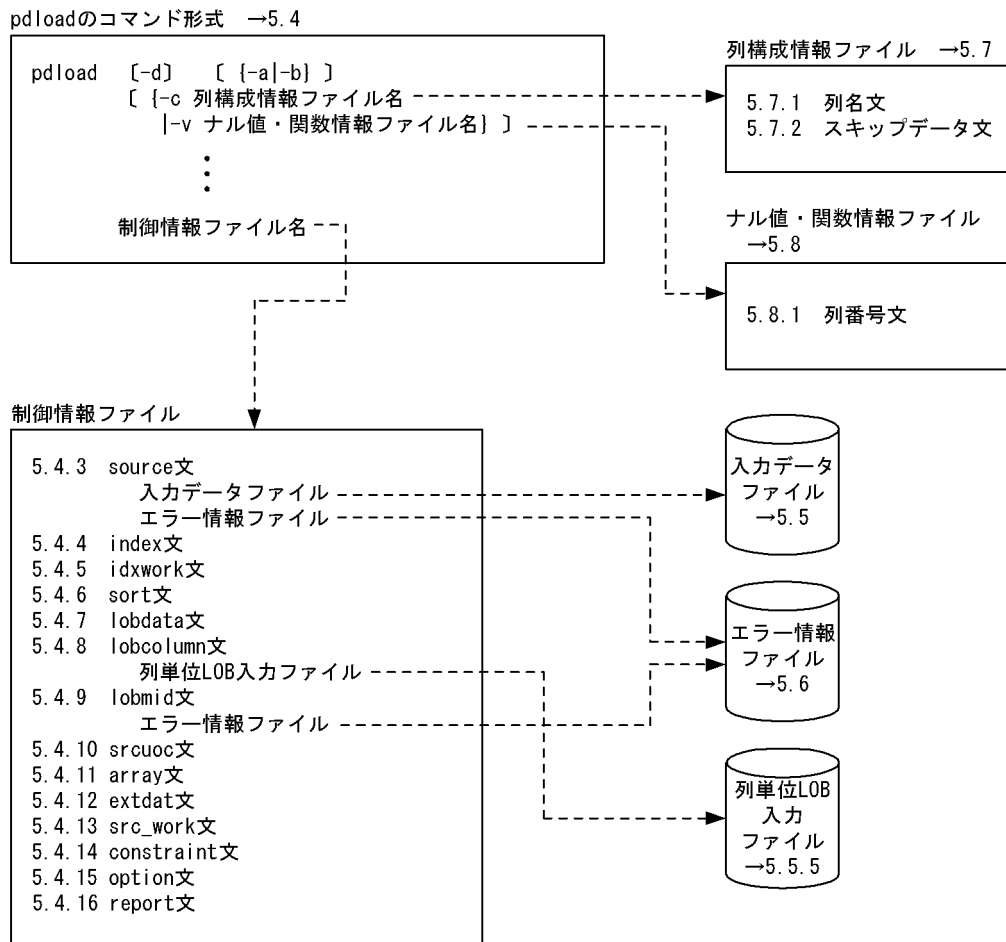 pdloadのコマンド形式 →5.4
pdload 〔-d〕 〔 {-a|-b} 〕
〔 {-c 列構成情報ファイル名
|-v ナル値・関数情報ファイル名} 〕
制御情報ファイル名
列構成情報ファイル →5.7
5.7.1 列名文
5.7.2 スキップデータ文
ナル値・関数情報ファイル
→5.8
5.8.1 列番号文
制御情報ファイル
5.4.3 source文
入力データファイル
エラー情報ファイル
5.4.4 index文
5.4.5 idxwork文
5.4.6 sort文
5.4.7 lobdata文
5.4.8 lobcolumn文
列単位LOB入力ファイル
5.4.9 lobmid文
エラー情報ファイル
5.4.10 srcuoc文
5.4.11 array文
5.4.12 extdat文
5.4.13 src_work文
5.4.14 constraint文
5.4.15 option文
5.4.16 report文
入力データ
ファイル
→5.5
エラー情報
ファイル
→5.6
列単位LOB
入力
ファイル
→5.5.5